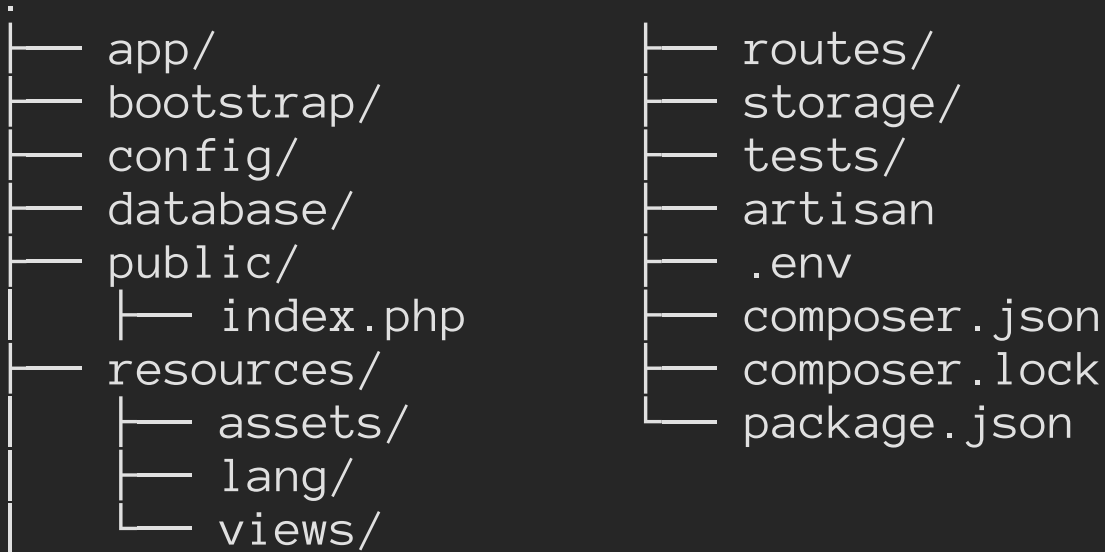 .
├── app/
├── bootstrap/
├── config/
├── database/
├── public/
│   ├── index.php
├── resources/
│   ├── assets/
│   ├── lang/
│   └── views/
├── routes/
├── storage/
├── tests/
├── artisan
├── .env
├── composer.json
├── composer.lock
└── package.json